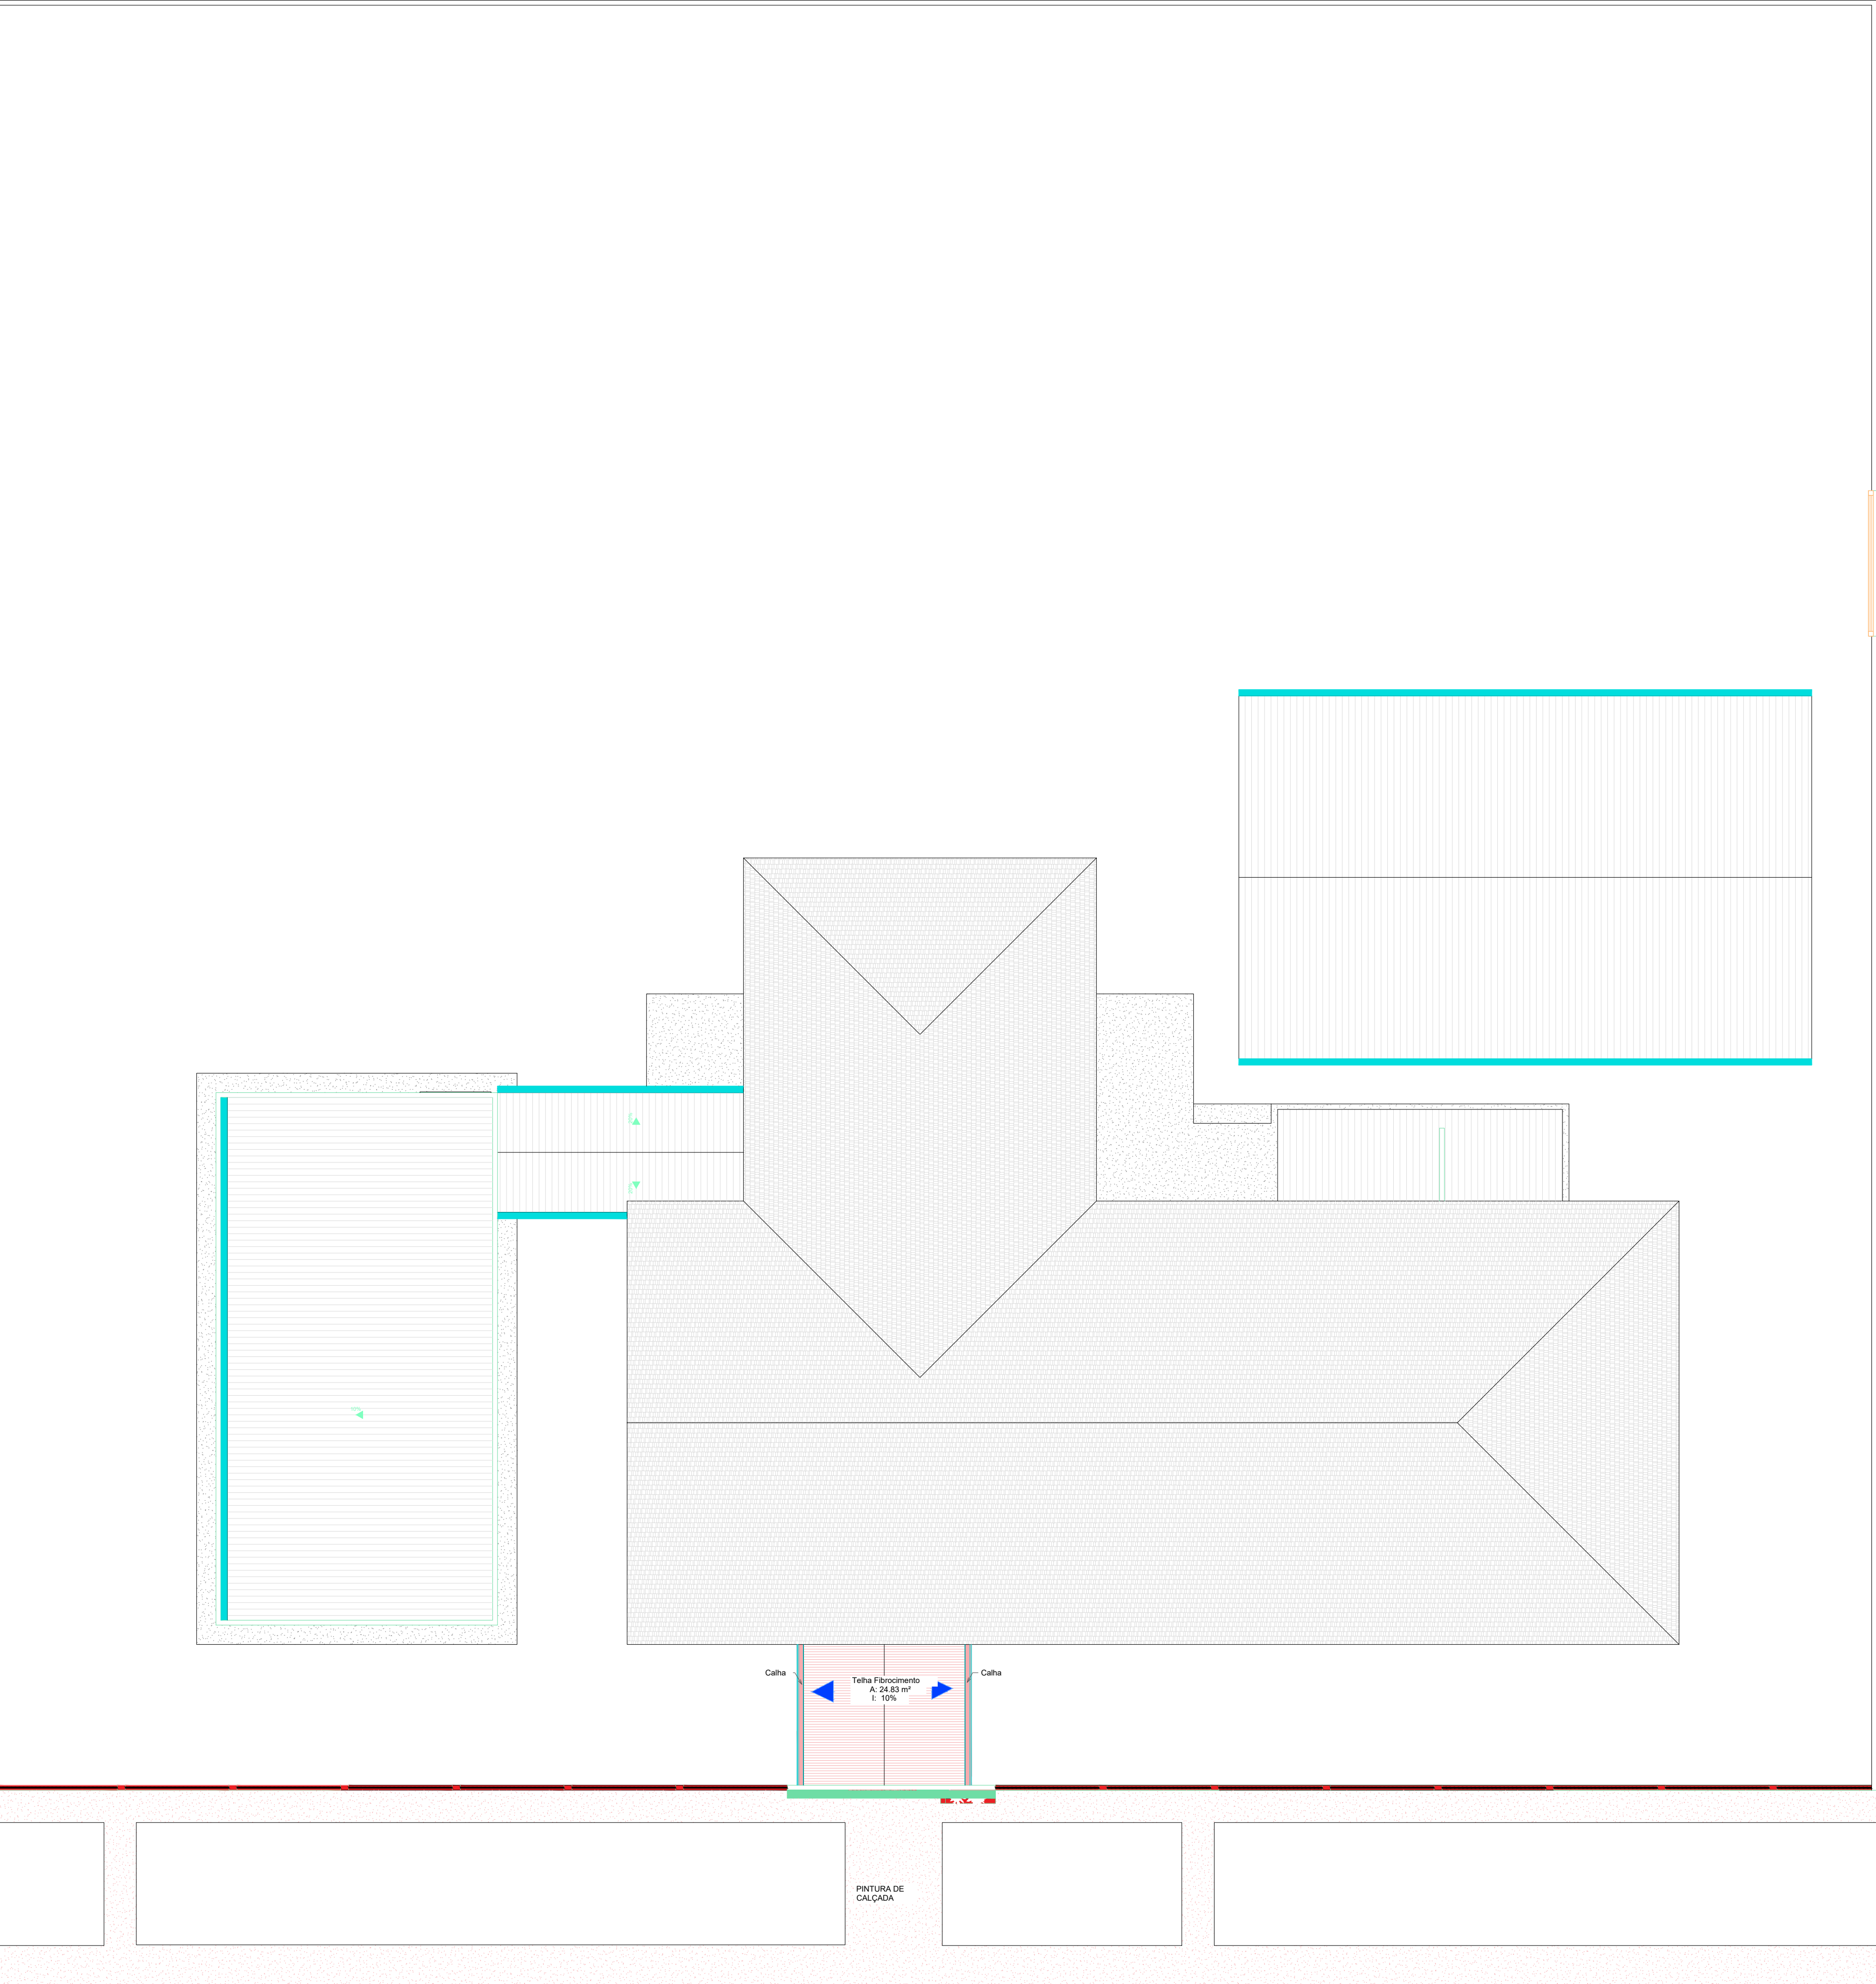 Calha
Telha Fibrocimento
A: 24.83 m²
I: 10%
Calha
PINTURA DE
CALÇADA